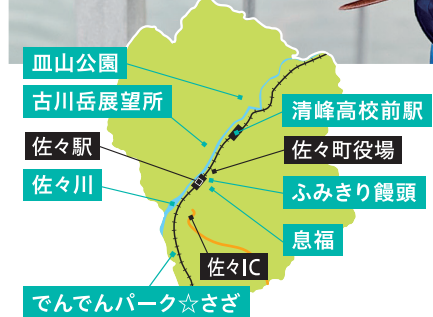 皿山公園
古川岳展望所
佐々駅
佐々川
清峰高校前駅
佐々町役場
ふみきり饅頭
息福
佐々IC
でんでんパーク☆さざ